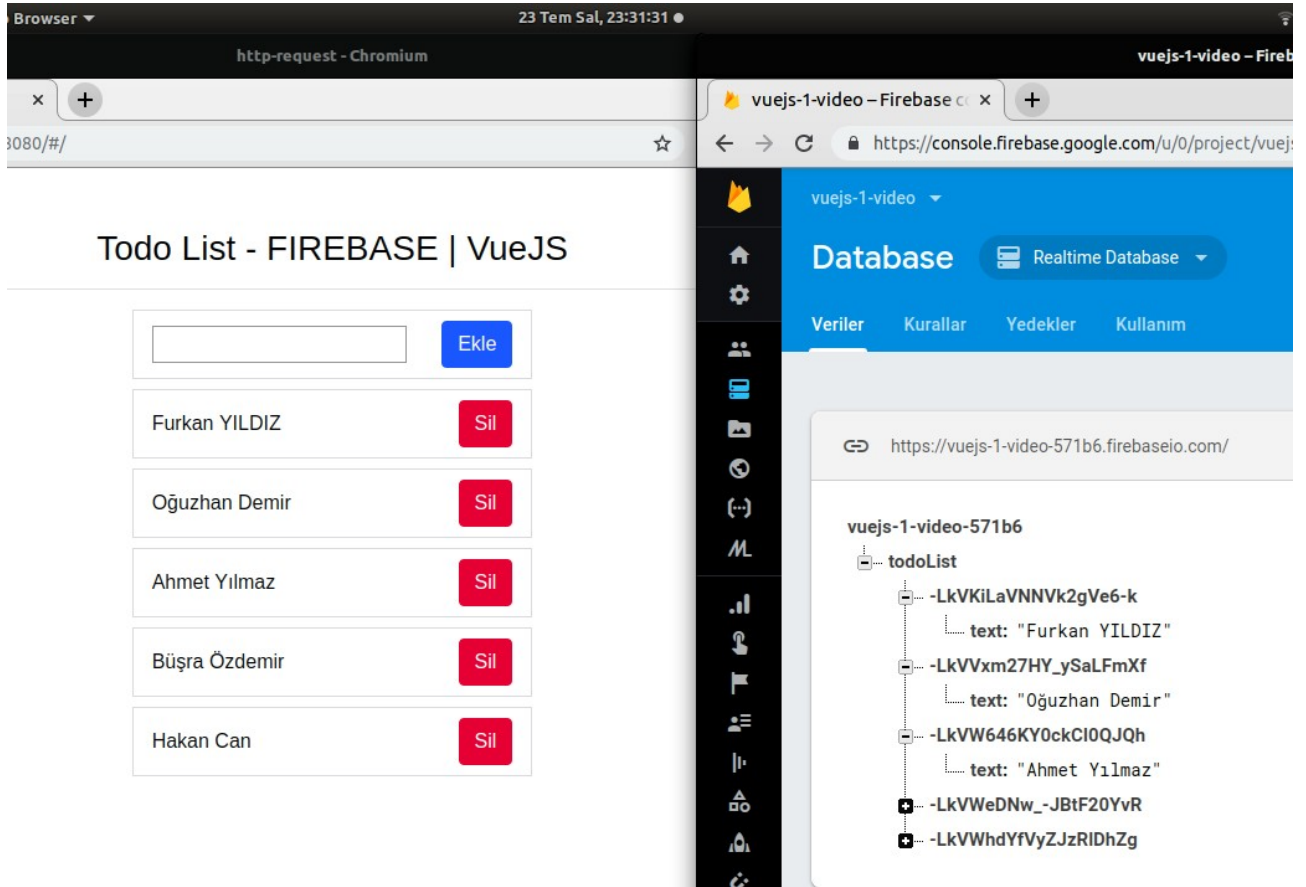 Browser
23 Tem Sal, 23:31:31
http-request - Chromium
8080/#/
Todo List - FIREBASE | VueJS
Ekle
Furkan YILDIZ
Sil
Oğuzhan Demir
Sil
Ahmet Yılmaz
Sil
Büşra Özdemir
Sil
Hakan Can
Sil
vuejs-1-video – Fireb
vuejs-1-video – Firebase co
https://console.firebase.google.com/u/0/project/vuejs
vuejs-1-video
Database
Realtime Database
Veriler Kurallar Yedekler Kullanım
https://vuejs-1-video-571b6.firebaseio.com/
vuejs-1-video-571b6
todoList
-LkVKiLaVNNVk2gVe6-k
text: "Furkan YILDIZ"
-LkVVxm27HY_ySaLFmXf
text: "Oğuzhan Demir"
-LkVW646KY0ckCl0QJQh
text: "Ahmet Yılmaz"
-LkVWeDNw_-JBtF20YvR
-LkVWhdYfVyZJzRlDhZg